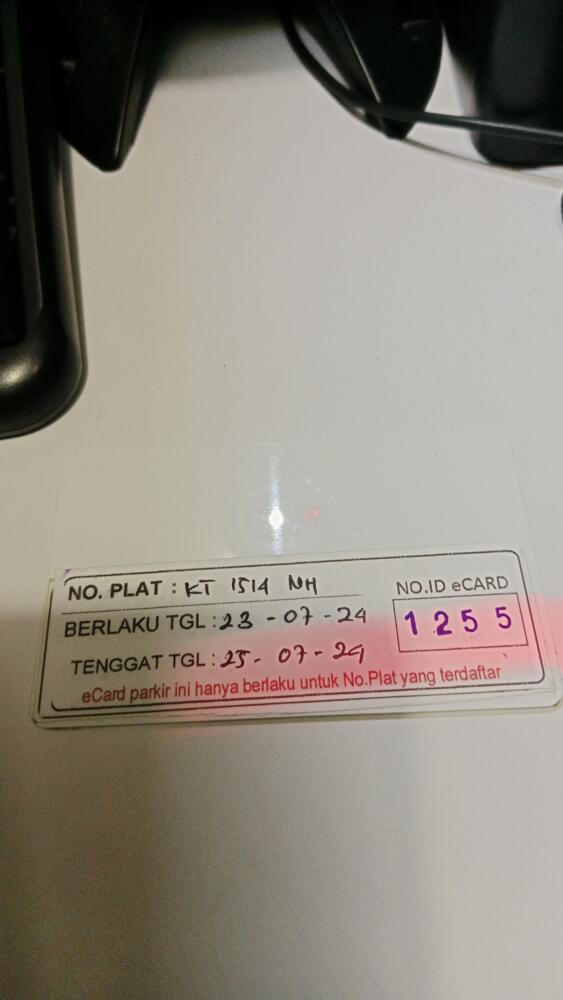 NO. PLAT : KT 1514 NH
NO.ID eCARD
BERLAKU TGL : 23 - 07 - 24
1255
TENGGAT TGL : 25 - 07 - 24
eCard parkir ini hanya berlaku untuk No.Plat yang terdaftar